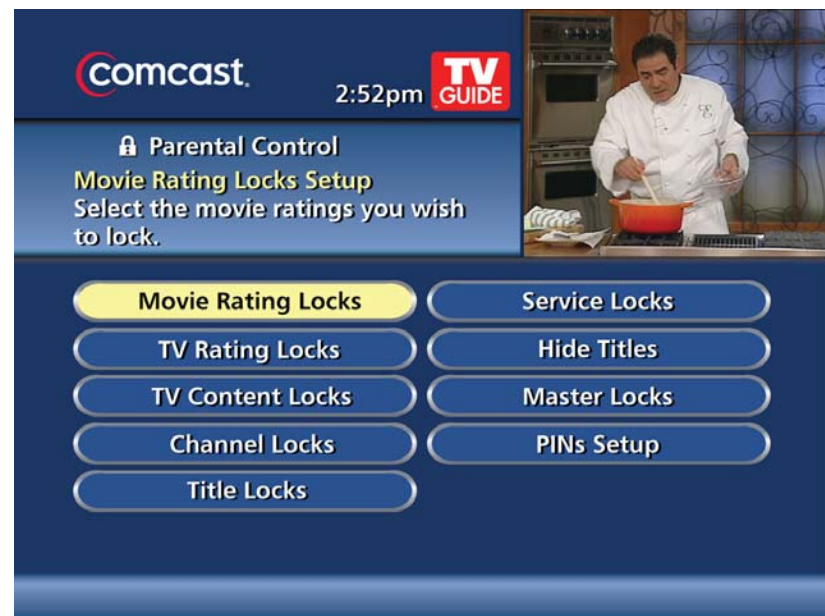 comcast.
2:52pm
TV
GUIDE
Parental Control
Movie Rating Locks Setup
Select the movie ratings you wish
to lock.
Movie Rating Locks
Service Locks
TV Rating Locks
Hide Titles
TV Content Locks
Master Locks
Channel Locks
PINs Setup
Title Locks